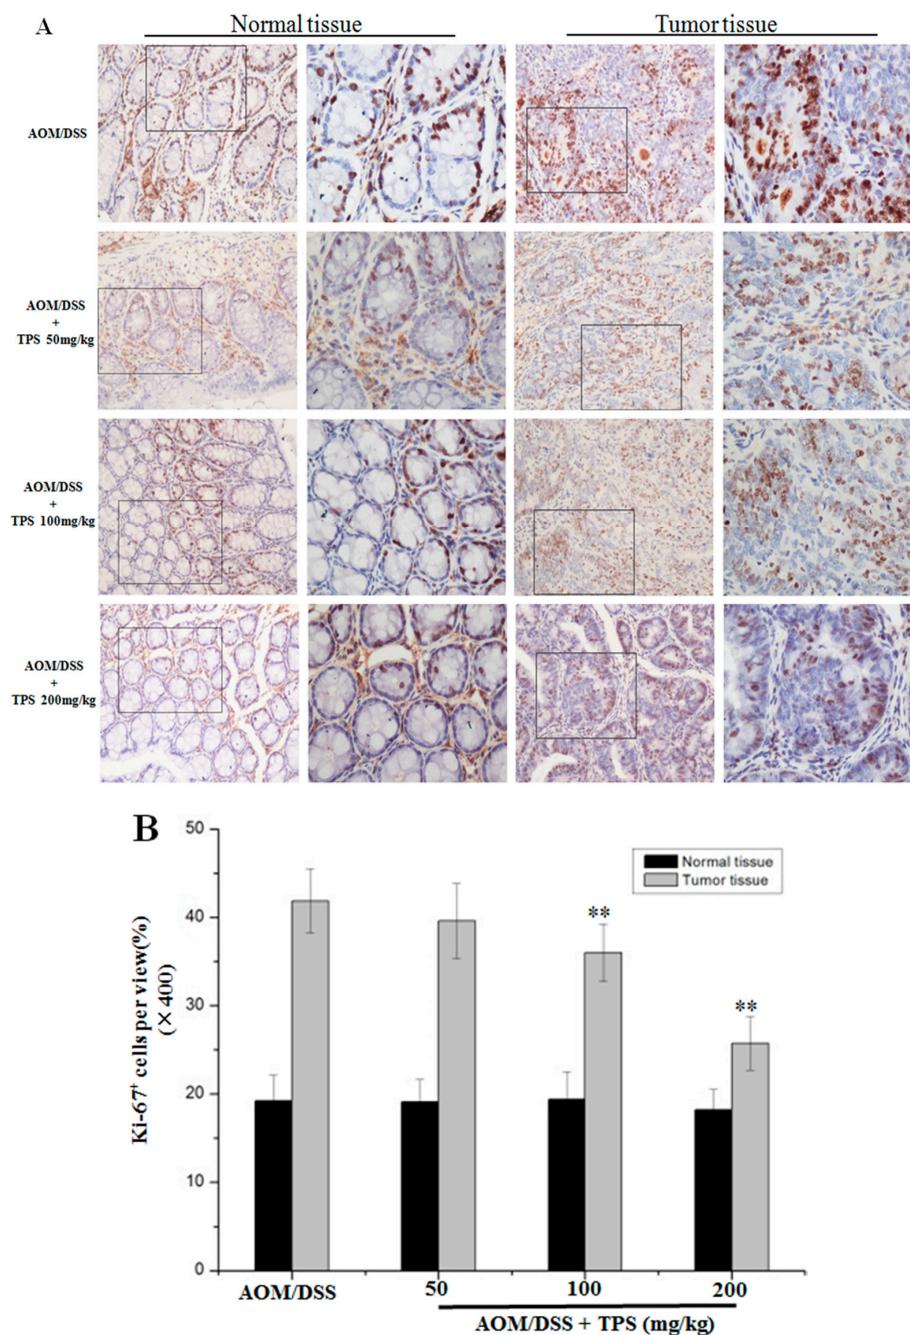 A
Normal tissue
Tumor tissue
AOM/DSS
AOM/DSS
+
TPS 50mg/kg
AOM/DSS
+
TPS 100mg/kg
AOM/DSS
+
TPS 200mg/kg
B
Ki-67⁺ cells per view(%)
(×400)
50
40
30
20
10
0
Normal tissue
Tumor tissue
**
**
AOM/DSS
50
100
200
AOM/DSS + TPS (mg/kg)